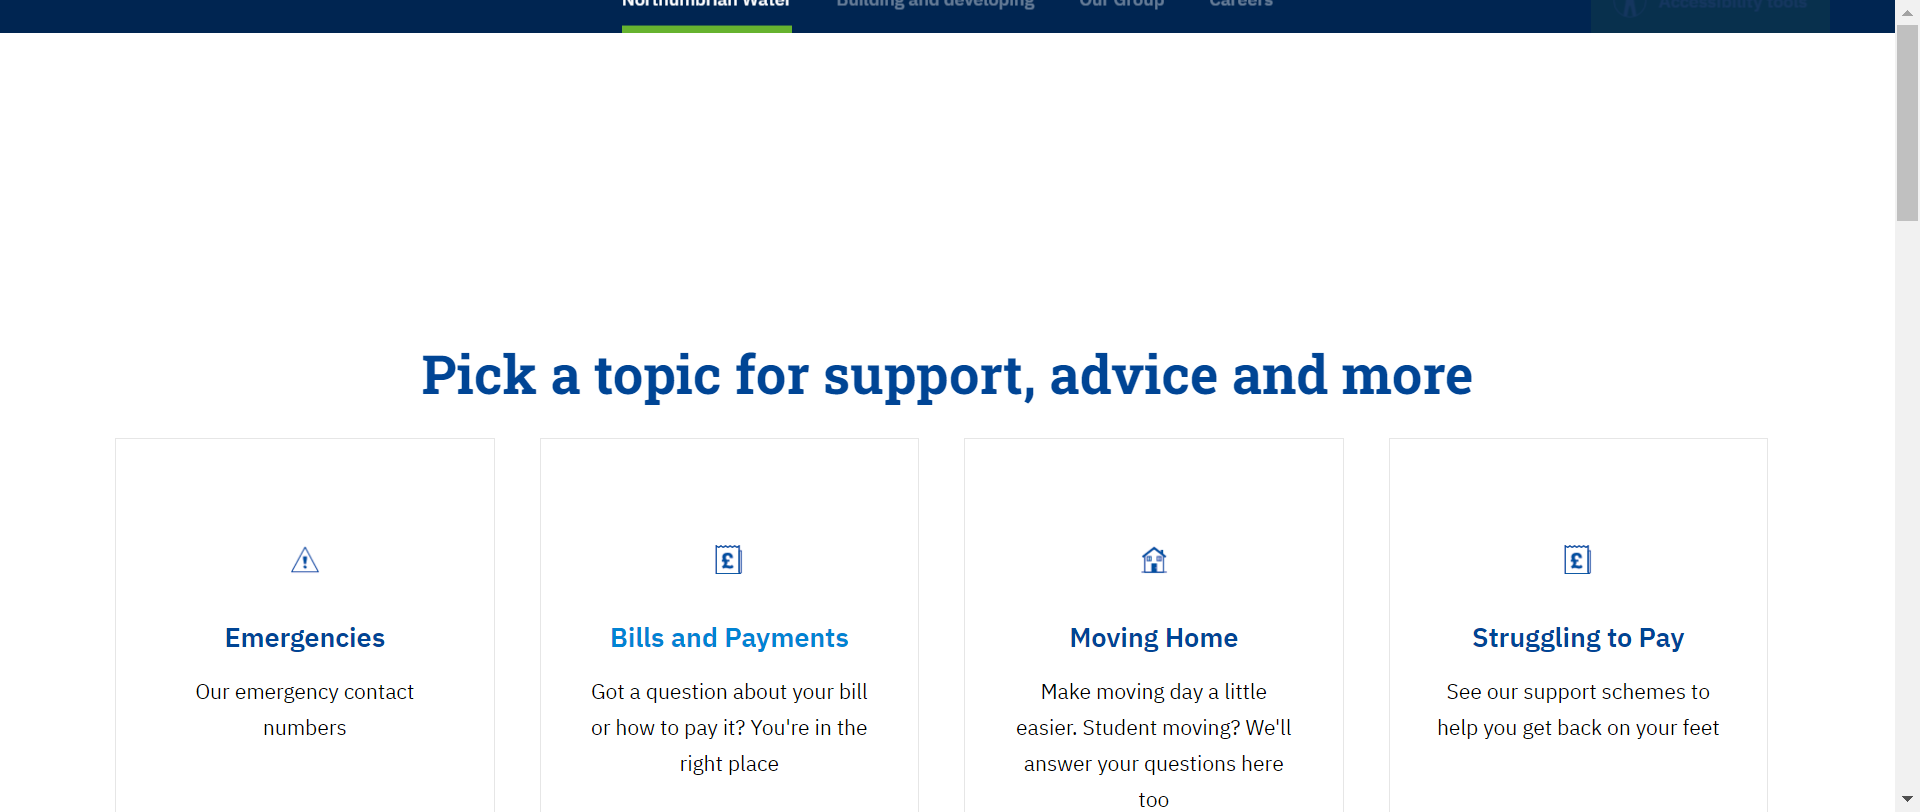 Northumbrian Water Building and developing Our Group Careers Accessibility tools
Pick a topic for support, advice and more
Emergencies
Our emergency contact
numbers
Bills and Payments
Got a question about your bill
or how to pay it? You're in the
right place
Moving Home
Make moving day a little
easier. Student moving? We'll
answer your questions here
too
Struggling to Pay
See our support schemes to
help you get back on your feet